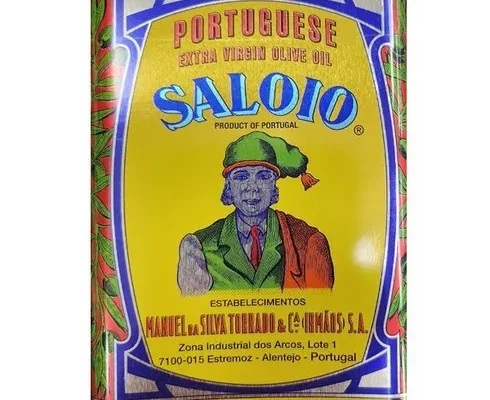 PORTUGUESE
EXTRA VIRGIN OLIVE OIL
SALOIO
PRODUCT OF PORTUGAL
®
ESTABELECIMENTOS
MANUEL DA SILVA TORRADO & CA (IRMÃOS) S.A.
Zona Industrial dos Arcos, Lote 1
7100-015 Estremoz - Alentejo - Portugal